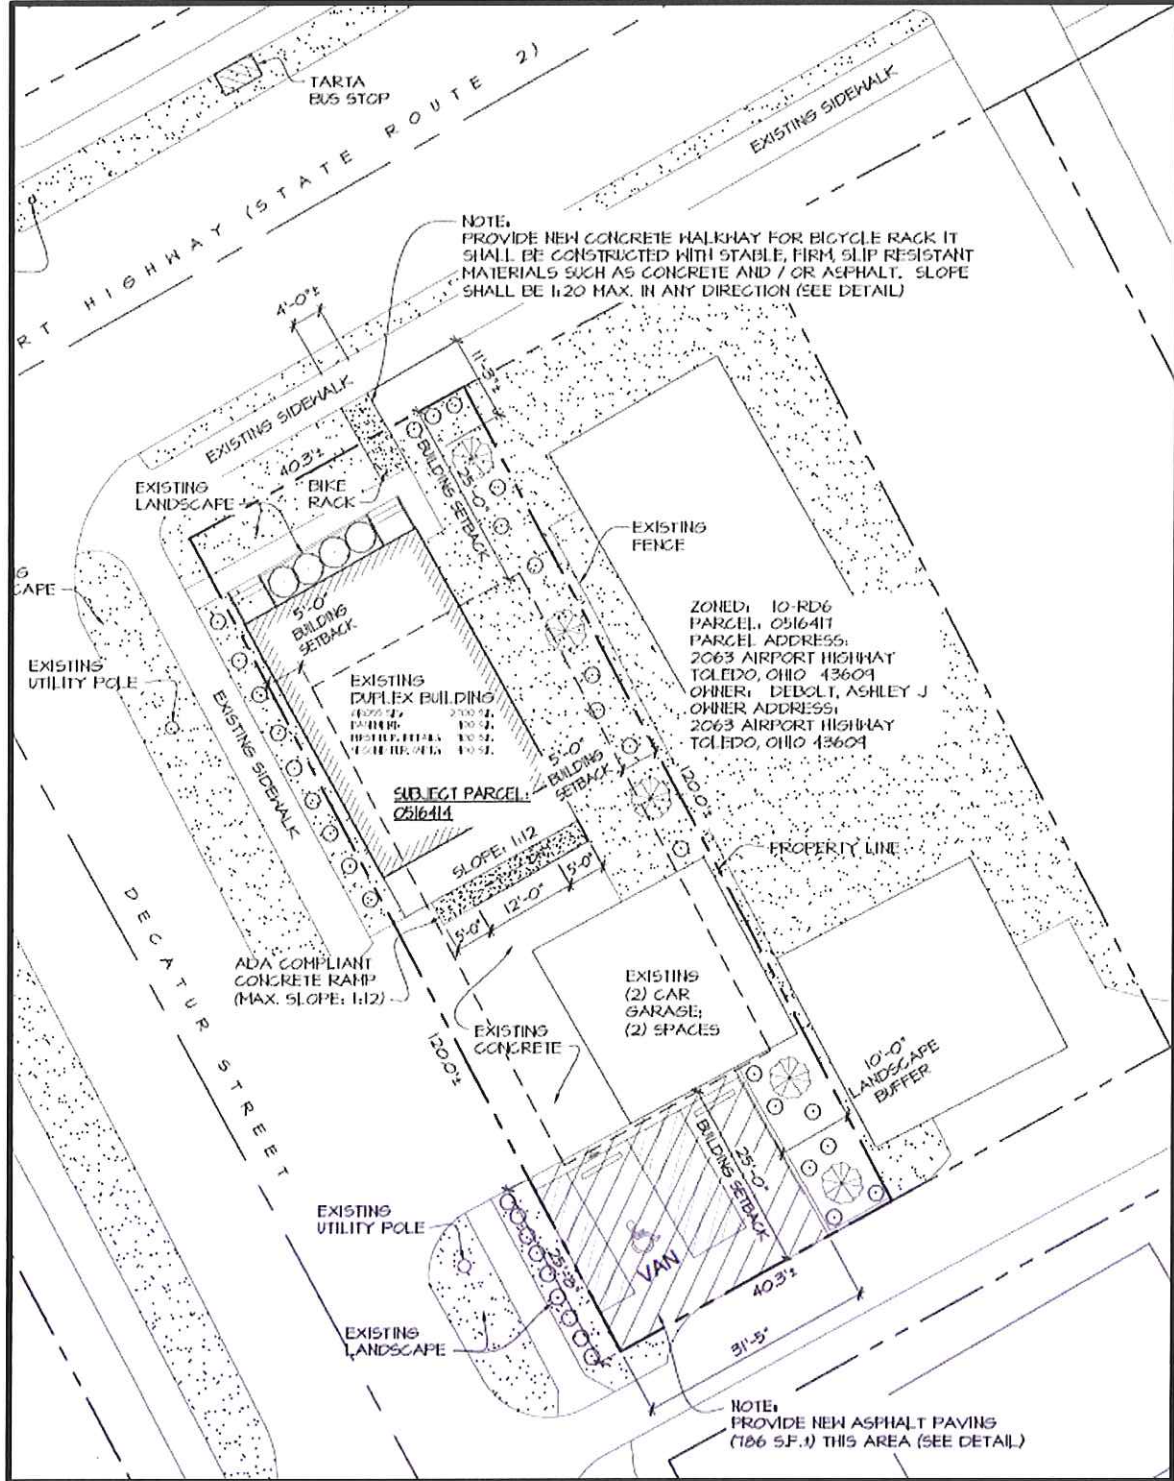 TARTA
BUS STOP
RT HIGHWAY (STATE ROUTE 2)
EXISTING SIDEWALK
NOTE:
PROVIDE NEW CONCRETE WALKWAY FOR BICYCLE RACK IT
SHALL BE CONSTRUCTED WITH STABLE, FIRM, SLIP RESISTANT
MATERIALS SUCH AS CONCRETE AND / OR ASPHALT. SLOPE
SHALL BE 1:20 MAX. IN ANY DIRECTION (SEE DETAIL)
4'-0"±
11'-3"±
EXISTING SIDEWALK
40.3'±
EXISTING
LANDSCAPE
BIKE
RACK
BUILDING SETBACK
25'-0"
EXISTING
FENCE
CAPE
5'-0"
BUILDING
SETBACK
ZONED: 10-RD6
PARCEL: 0516417
PARCEL ADDRESS:
2063 AIRPORT HIGHWAY
TOLEDO, OHIO 43609
OWNER: DEBOLT, ASHLEY J
OWNER ADDRESS:
2063 AIRPORT HIGHWAY
TOLEDO, OHIO 43609
EXISTING
UTILITY POLE
EXISTING
DUPLEX BUILDING
EXISTING SIDEWALK
5'-0"
BUILDING
SETBACK
SUBJECT PARCEL:
0516414
120.0'±
SLOPE: 1:12
PROPERTY LINE
5'-0"
12'-0"
5'-0"
DECATUR STREET
ADA COMPLIANT
CONCRETE RAMP
(MAX. SLOPE: 1:12)
EXISTING
(2) CAR
GARAGE;
(2) SPACES
EXISTING
CONCRETE
120.0'±
10'-0"
LANDSCAPE
BUFFER
BUILDING SETBACK
25'-0"
EXISTING
UTILITY POLE
VAN
40.3'±
EXISTING
LANDSCAPE
31'-5"
NOTE:
PROVIDE NEW ASPHALT PAVING
(786 S.F.±) THIS AREA (SEE DETAIL)